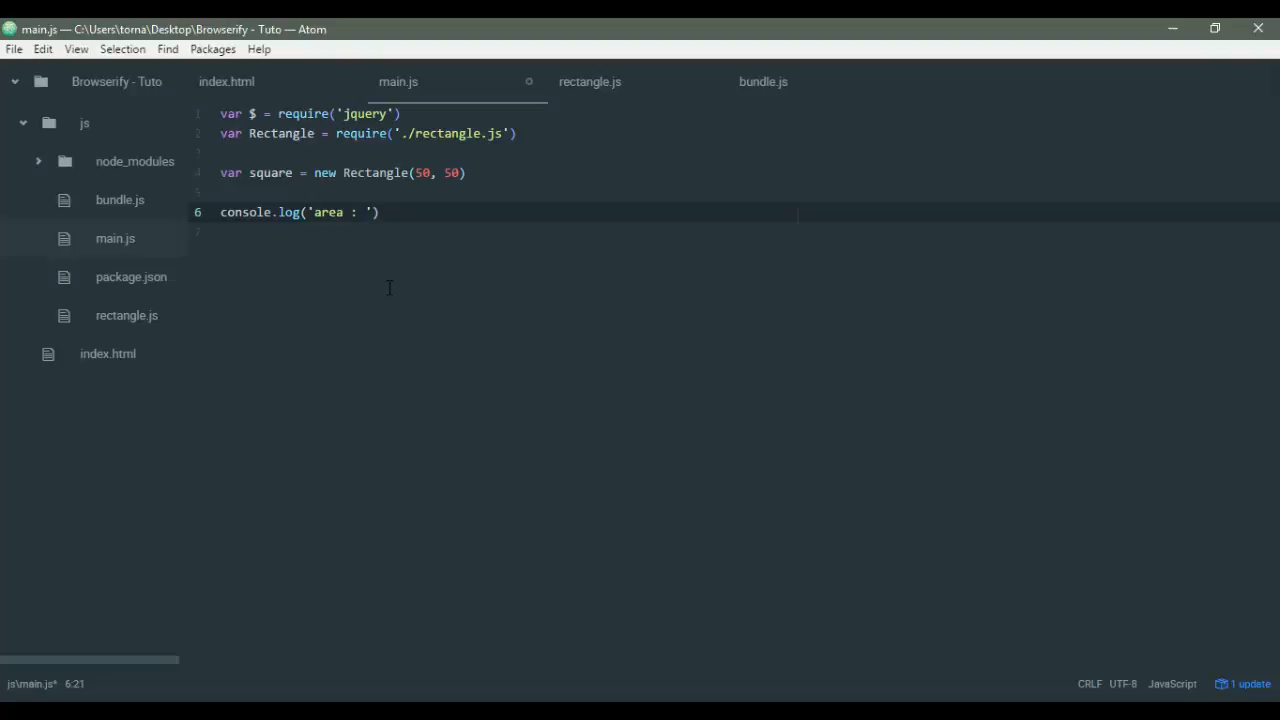 main.js — C:\Users\torna\Desktop\Browserify - Tuto — Atom
File Edit View Selection Find Packages Help
Browserify - Tuto
index.html
main.js
rectangle.js
bundle.js
js
node_modules
bundle.js
main.js
package.json
rectangle.js
index.html
1 var $ = require('jquery')
2 var Rectangle = require('./rectangle.js')
3
4 var square = new Rectangle(50, 50)
5
6 console.log('area : ')
7
js\main.js* 6:21
CRLF UTF-8 JavaScript 1 update